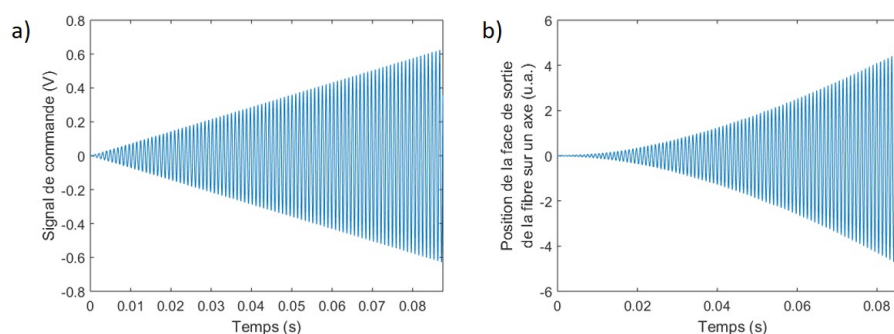 a)
Signal de commande (V)
0.8
0.6
0.4
0.2
0
-0.2
-0.4
-0.6
-0.8
0 0.01 0.02 0.03 0.04 0.05 0.06 0.07 0.08
Temps (s)
b)
Position de la face de sortie
de la fibre sur un axe (u.a.)
6
4
2
0
-2
-4
-6
0 0.02 0.04 0.06 0.08
Temps (s)